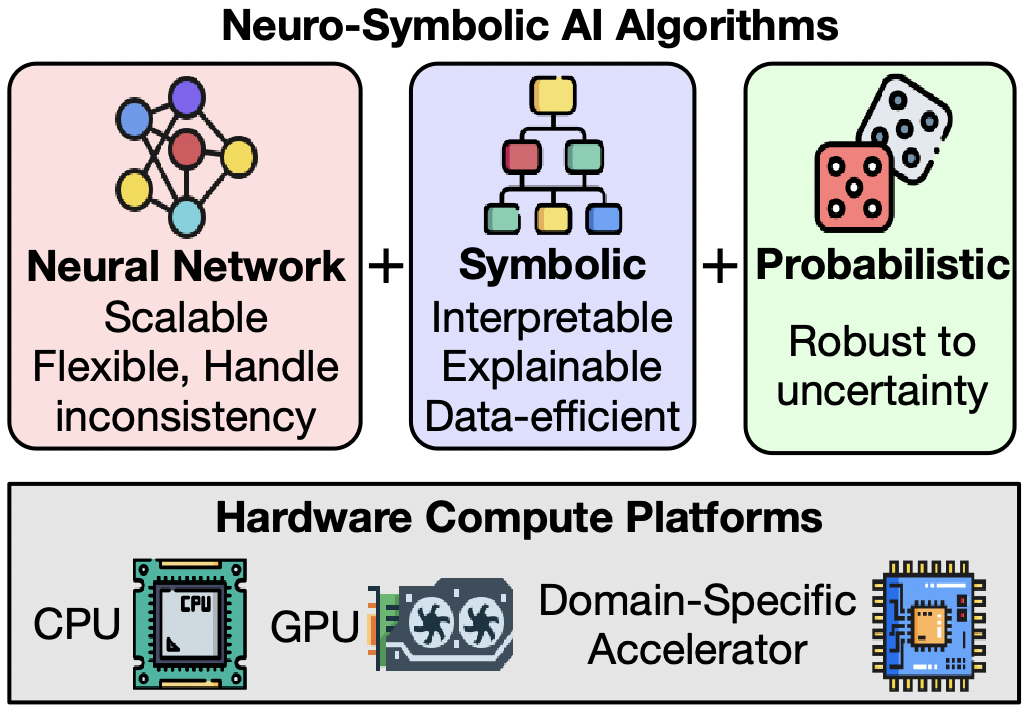 Neuro-Symbolic AI Algorithms
Neural Network
Scalable
Flexible, Handle
inconsistency
+
Symbolic
Interpretable
Explainable
Data-efficient
+
Probabilistic
Robust to
uncertainty
Hardware Compute Platforms
CPU
CPU
GPU
Domain-Specific
Accelerator